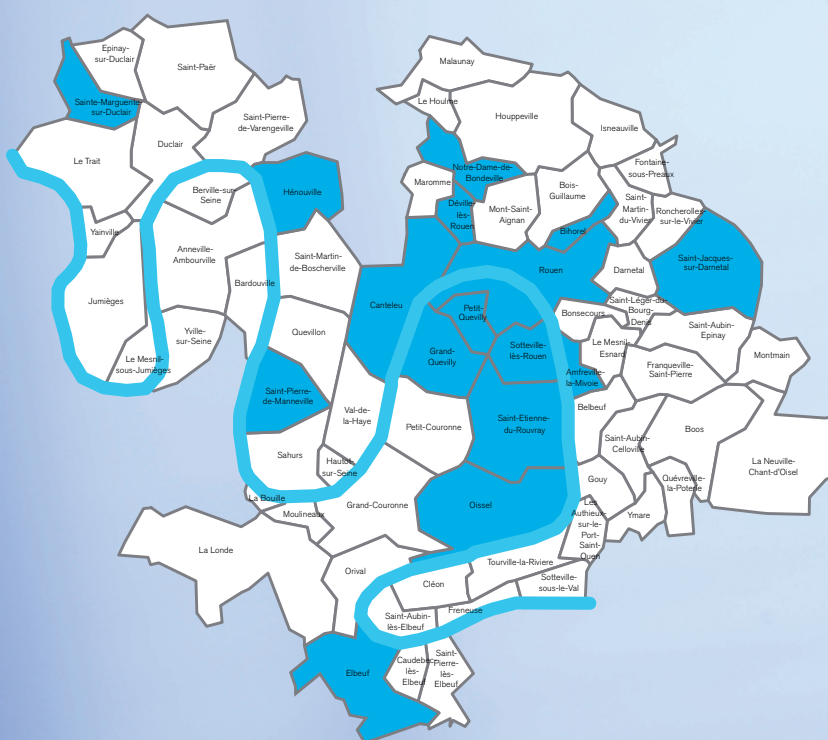 Epinay-
sur-Duclair
Saint-Paër
Malaunay
Sainte-Marguerite-
sur-Duclair
Le Houlme
Houppeville
Saint-Pierre-
de-Varengeville
Isneauville
Duclair
Le Trait
Fontaine-
sous-Preaux
Notre-Dame-de-
Bondeville
Maromme
Bois-
Guillaume
Berville-sur-
Seine
Hénouville
Saint-
Martin-
du-Vivier
Déville-
lès-
Rouen
Mont-Saint-
Aignan
Roncherolles-
sur-le-Vivier
Yainville
Bihorel
Anneville-
Ambourville
Saint-Martin-
de-Boscherville
Saint-Jacques-
sur-Darnetal
Rouen
Darnetal
Bardouville
Jumièges
Canteleu
Petit-
Quevilly
Bonsecours
Saint-Léger-du-
Bourg-
Denis
Yville-
sur-Seine
Quevillon
Saint-Aubin-
Epinay
Le Mesnil-
Esnard
Sotteville-
lès-Rouen
Grand-
Quevilly
Montmain
Le Mesnil-
sous-Jumièges
Franqueville-
Saint-Pierre
Amfreville-
la-Mivoie
Saint-Pierre-
de-Manneville
Val-de-
la-Haye
Belbeuf
Petit-Couronne
Saint-Etienne-
du-Rouvray
Boos
Saint-Aubin-
Celloville
Sahurs
Hautot-
sur-Seine
La Neuville-
Chant-d'Oisel
Gouy
Quévreville-
la-Poterie
La Bouille
Grand-Couronne
Oissel
Moulineaux
Les
Authieux-
sur-le-
Port-
Saint-
Ouen
Ymare
La Londe
Tourville-la-Riviere
Orival
Cléon
Sotteville-
sous-le-Val
Freneuse
Saint-Aubin-
lès-Elbeuf
Elbeuf
Caudebec-
lès-
Elbeuf
Saint-
Pierre-
lès-
Elbeuf